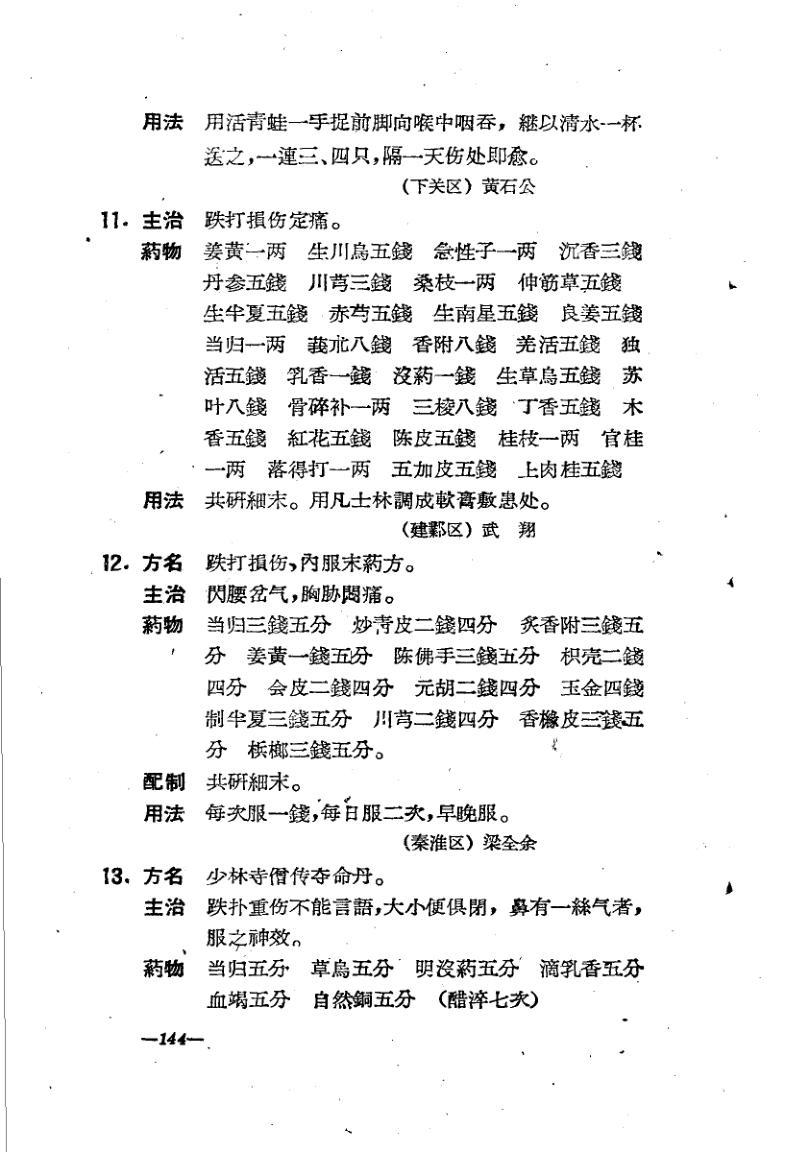 用法 用活青蛙一手捉前脚向喉中咽吞，継以清水一杯
送之，一連三、四只，隔一天伤处即愈。
(下关区) 黄石公
11. 主治 跌打損伤定痛。
葯物 姜黄一两 生川烏五錢 急性子一两 沉香三錢
丹参五錢 川芎三錢 桑枝一两 伸筋草五錢
生半夏五錢 赤芍五錢 生南星五錢 良姜五錢
当归一两 莪朮八錢 香附八錢 羌活五錢 独
活五錢 乳香一錢 沒葯一錢 生草烏五錢 苏
叶八錢 骨碎补一两 三棱八錢 丁香五錢 木
香五錢 紅花五錢 陈皮五錢 桂枝一两 官桂
一两 落得打一两 五加皮五錢 上肉桂五錢
用法 共研細末。用凡士林調成軟膏敷患处。
(建鄴区) 武 翔
12. 方名 跌打損伤、內服末葯方。
主治 閃腰岔气，胸胁悶痛。
葯物 当归三錢五分 炒青皮二錢四分 炙香附三錢五
分 姜黄一錢五分 陈佛手三錢五分 枳壳二錢
四分 会皮二錢四分 元胡二錢四分 玉金四錢
制半夏三錢五分 川芎二錢四分 香橼皮三錢五
分 梹榔三錢五分。
配制 共研細末。
用法 每次服一錢，每日服二次，早晚服。
(秦淮区) 梁全余
13. 方名 少林寺僧传夺命丹。
主治 跌扑重伤不能言語，大小便俱閉，鼻有一絲气者，
服之神效。
葯物 当归五分 草烏五分 明沒葯五分 滴乳香五分
血竭五分 自然銅五分 (醋淬七次)
—144—